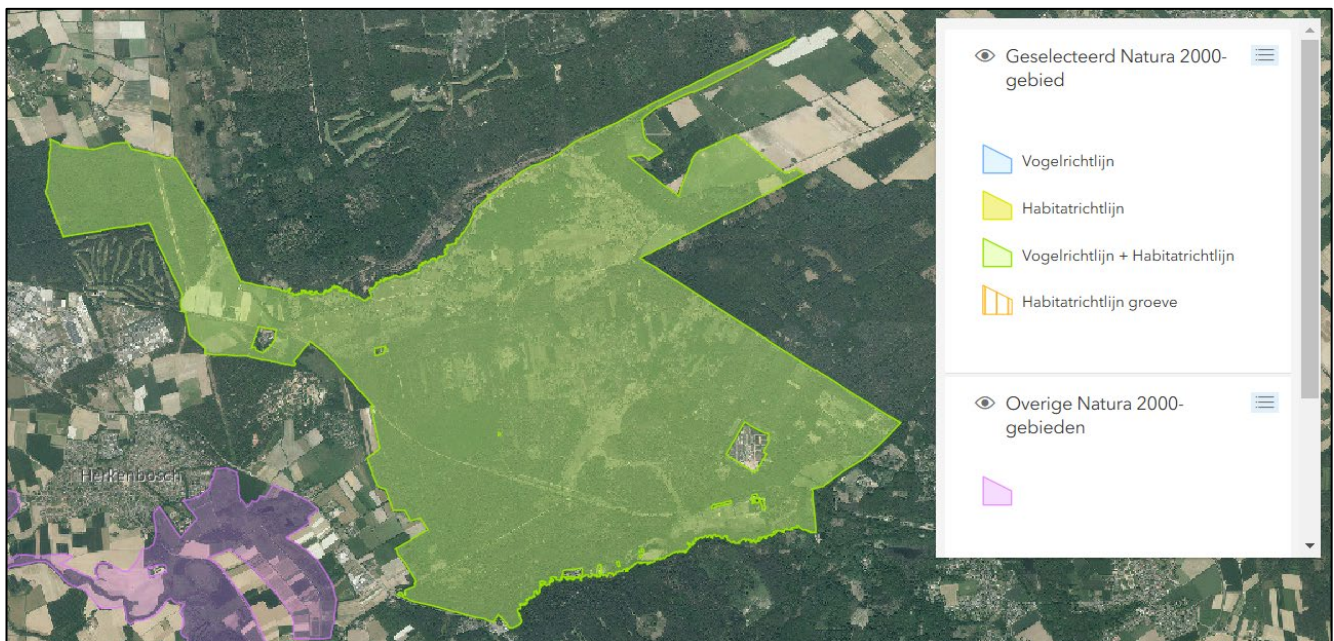 Geselecteerd Natura 2000-
gebied
Vogelrichtlijn
Habitatrichtlijn
Vogelrichtlijn + Habitatrichtlijn
Habitatrichtlijn groeve
Overige Natura 2000-
gebieden
Herkenbosch